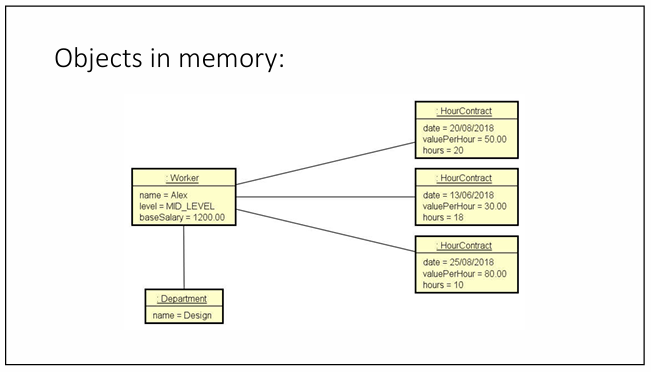 Objects in memory:
: HourContract
date = 20/08/2018
valuePerHour = 50.00
hours = 20
: Worker
name = Alex
level = MID_LEVEL
baseSalary = 1200.00
: HourContract
date = 13/06/2018
valuePerHour = 30.00
hours = 18
: HourContract
date = 25/08/2018
valuePerHour = 80.00
hours = 10
: Department
name = Design